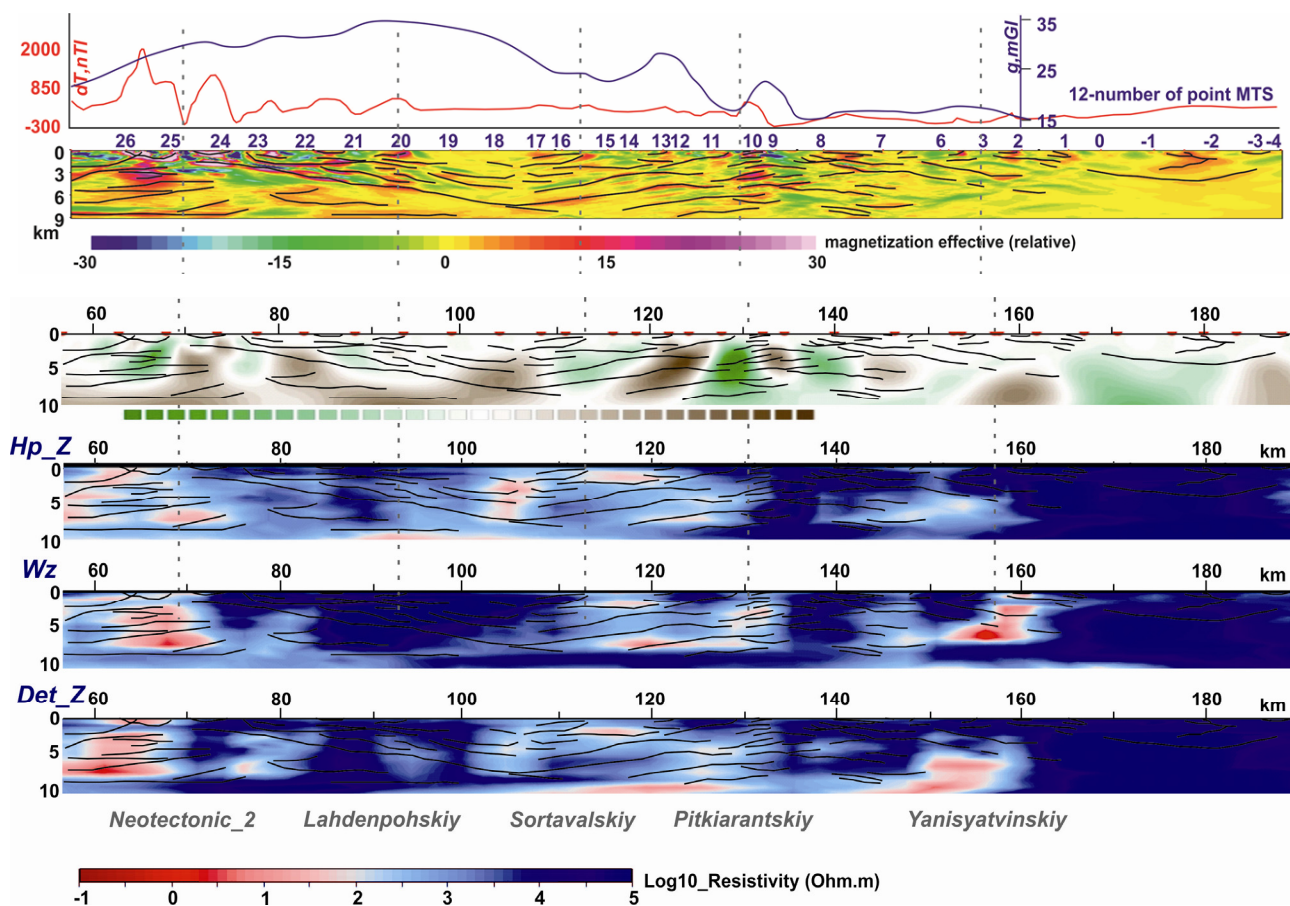 2000
850
-300
dT,nTl
g,mGl
35
25
15
12-number of point MTS
26 25 24 23 22 21 20 19 18 17 16 15 14 13 12 11 10 9 8 7 6 3 2 1 0 -1 -2 -3 -4
0
3
6
9
km
magnetization effective (relative)
-30 -15 0 15 30
60 80 100 120 140 160 180
0
5
10
Hp_Z 60 80 100 120 140 160 180 km
0
5
10
Wz 60 80 100 120 140 160 180 km
0
5
10
Det_Z 60 80 100 120 140 160 180 km
0
5
10
Neotectonic_2 Lahdenpohskiy Sortavalskiy Pitkiarantskiy Yanisyatvinskiy
Log10_Resistivity (Ohm.m)
-1 0 1 2 3 4 5